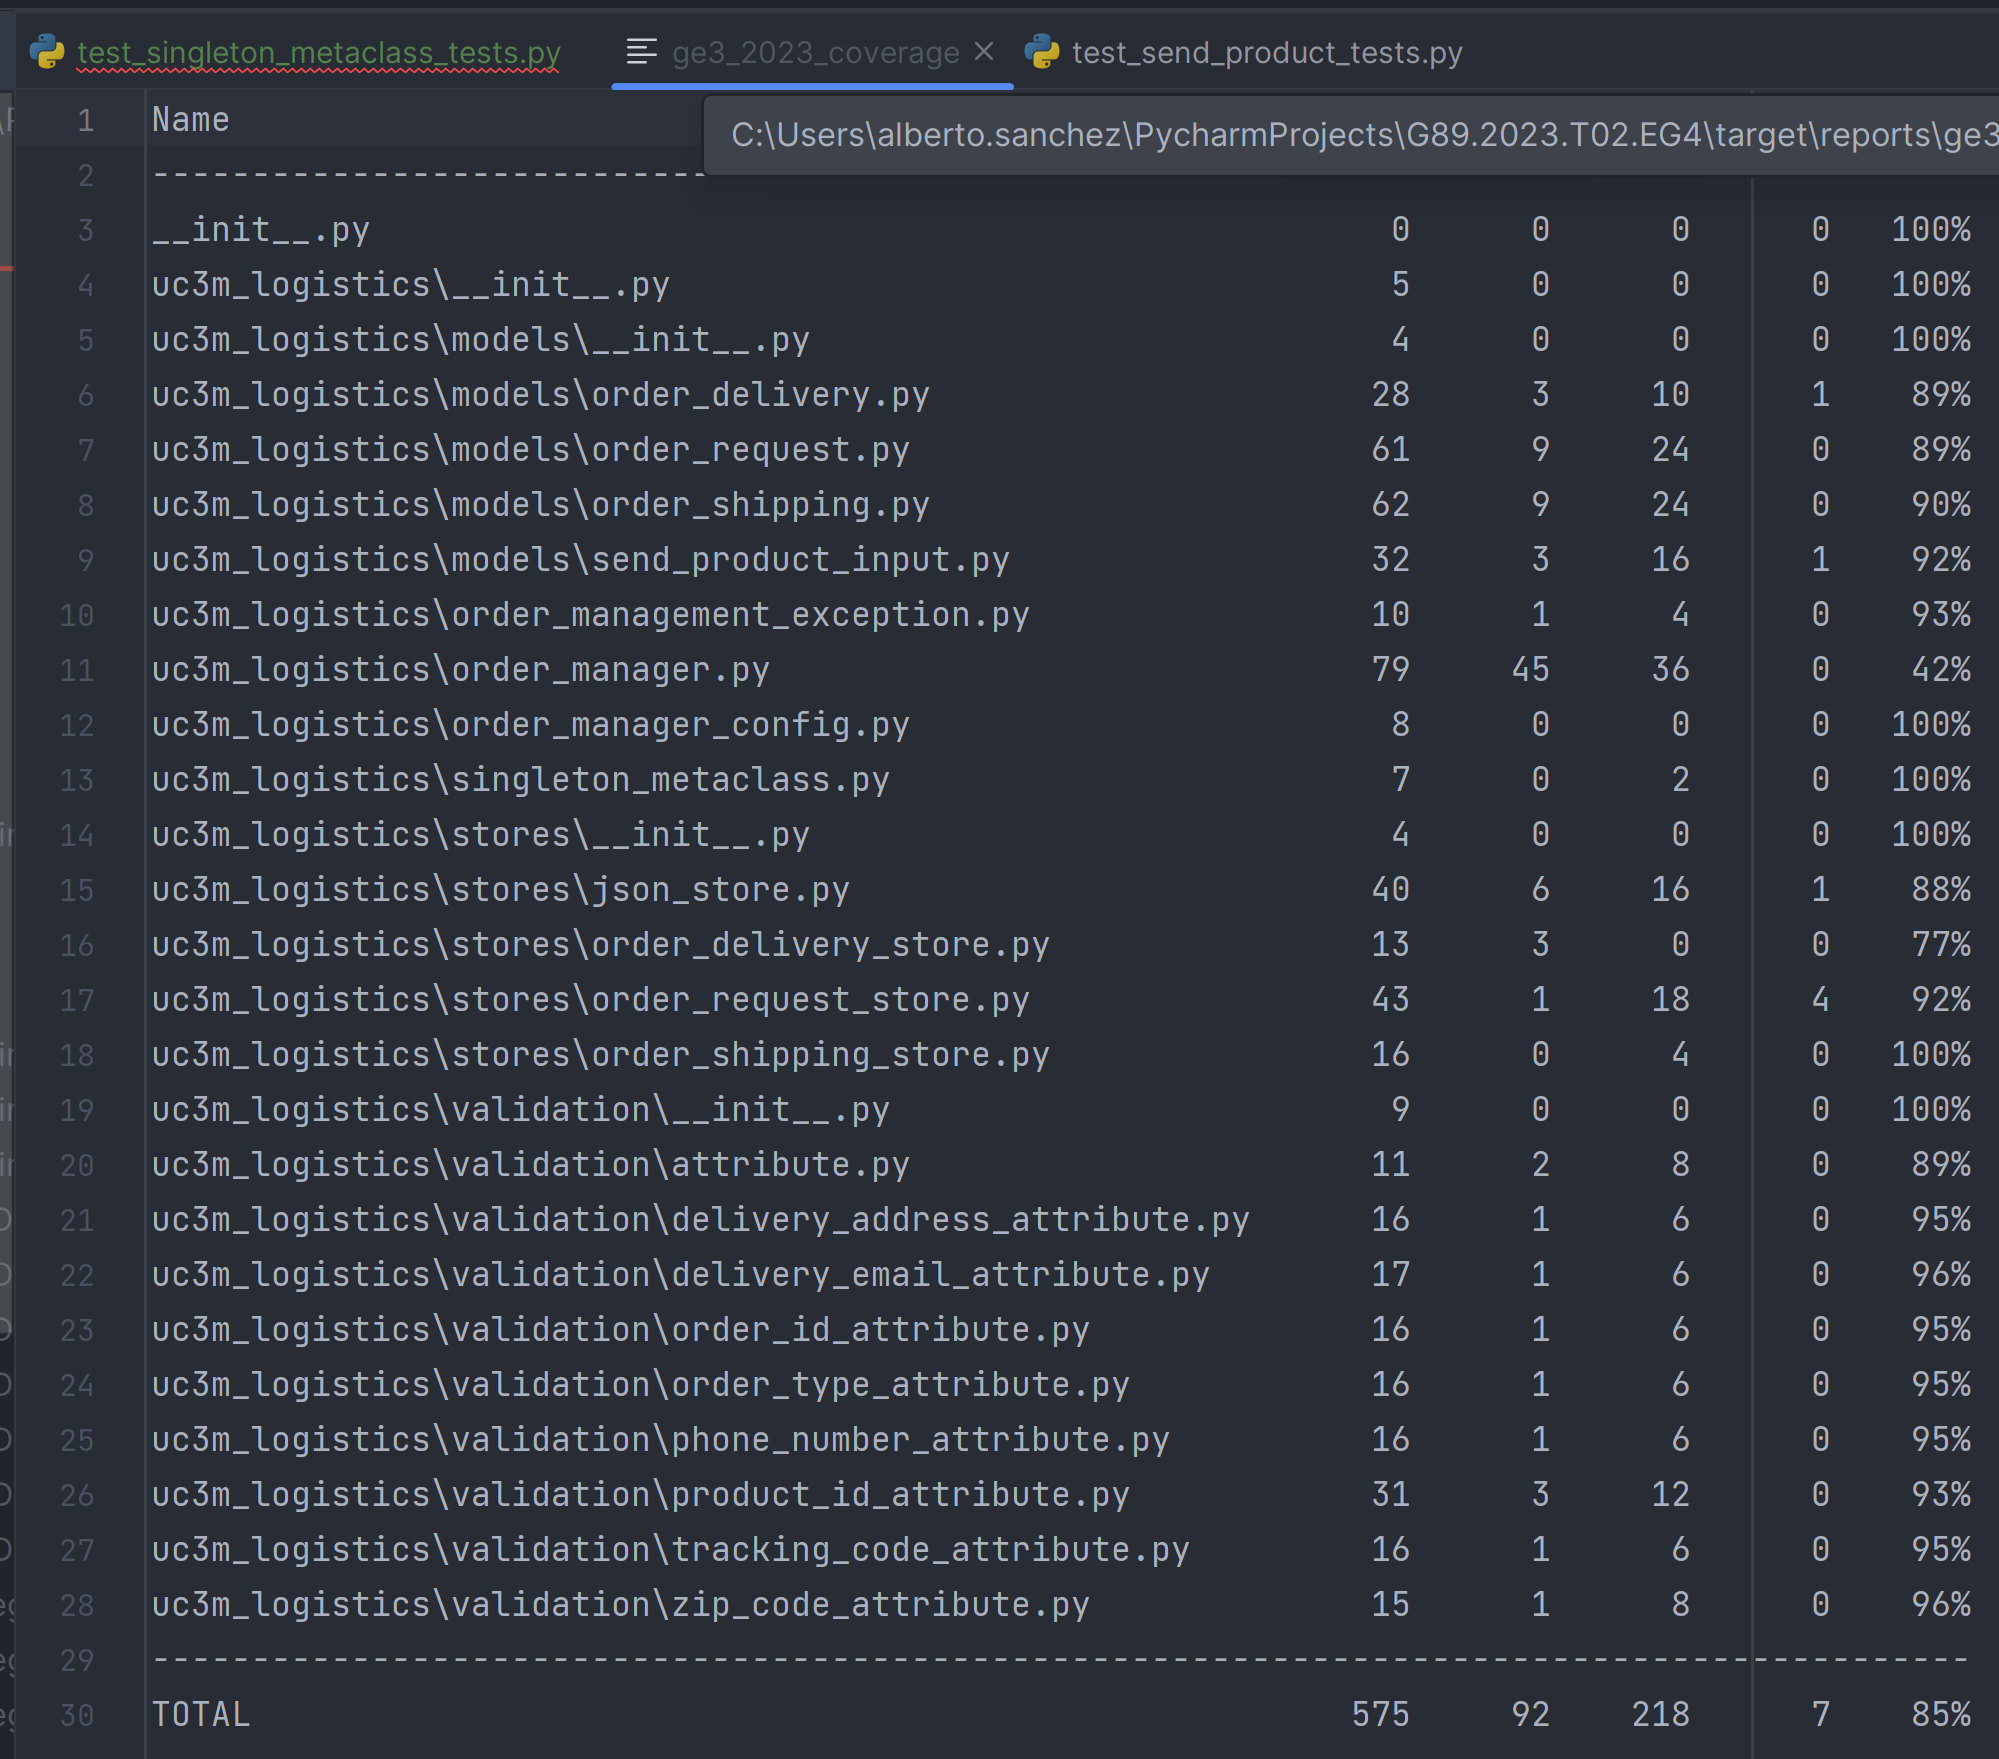 test_singleton_metaclass_tests.py ge3_2023_coverage test_send_product_tests.py
C:\Users\alberto.sanchez\PycharmProjects\G89.2023.T02.EG4\target\reports\ge3
1 Name
2 ----------------------------
3 __init__.py 0 0 0 0 100%
4 uc3m_logistics\__init__.py 5 0 0 0 100%
5 uc3m_logistics\models\__init__.py 4 0 0 0 100%
6 uc3m_logistics\models\order_delivery.py 28 3 10 1 89%
7 uc3m_logistics\models\order_request.py 61 9 24 0 89%
8 uc3m_logistics\models\order_shipping.py 62 9 24 0 90%
9 uc3m_logistics\models\send_product_input.py 32 3 16 1 92%
10 uc3m_logistics\order_management_exception.py 10 1 4 0 93%
11 uc3m_logistics\order_manager.py 79 45 36 0 42%
12 uc3m_logistics\order_manager_config.py 8 0 0 0 100%
13 uc3m_logistics\singleton_metaclass.py 7 0 2 0 100%
14 uc3m_logistics\stores\__init__.py 4 0 0 0 100%
15 uc3m_logistics\stores\json_store.py 40 6 16 1 88%
16 uc3m_logistics\stores\order_delivery_store.py 13 3 0 0 77%
17 uc3m_logistics\stores\order_request_store.py 43 1 18 4 92%
18 uc3m_logistics\stores\order_shipping_store.py 16 0 4 0 100%
19 uc3m_logistics\validation\__init__.py 9 0 0 0 100%
20 uc3m_logistics\validation\attribute.py 11 2 8 0 89%
21 uc3m_logistics\validation\delivery_address_attribute.py 16 1 6 0 95%
22 uc3m_logistics\validation\delivery_email_attribute.py 17 1 6 0 96%
23 uc3m_logistics\validation\order_id_attribute.py 16 1 6 0 95%
24 uc3m_logistics\validation\order_type_attribute.py 16 1 6 0 95%
25 uc3m_logistics\validation\phone_number_attribute.py 16 1 6 0 95%
26 uc3m_logistics\validation\product_id_attribute.py 31 3 12 0 93%
27 uc3m_logistics\validation\tracking_code_attribute.py 16 1 6 0 95%
28 uc3m_logistics\validation\zip_code_attribute.py 15 1 8 0 96%
29 -------------------------------------------------------------------------------------------
30 TOTAL 575 92 218 7 85%